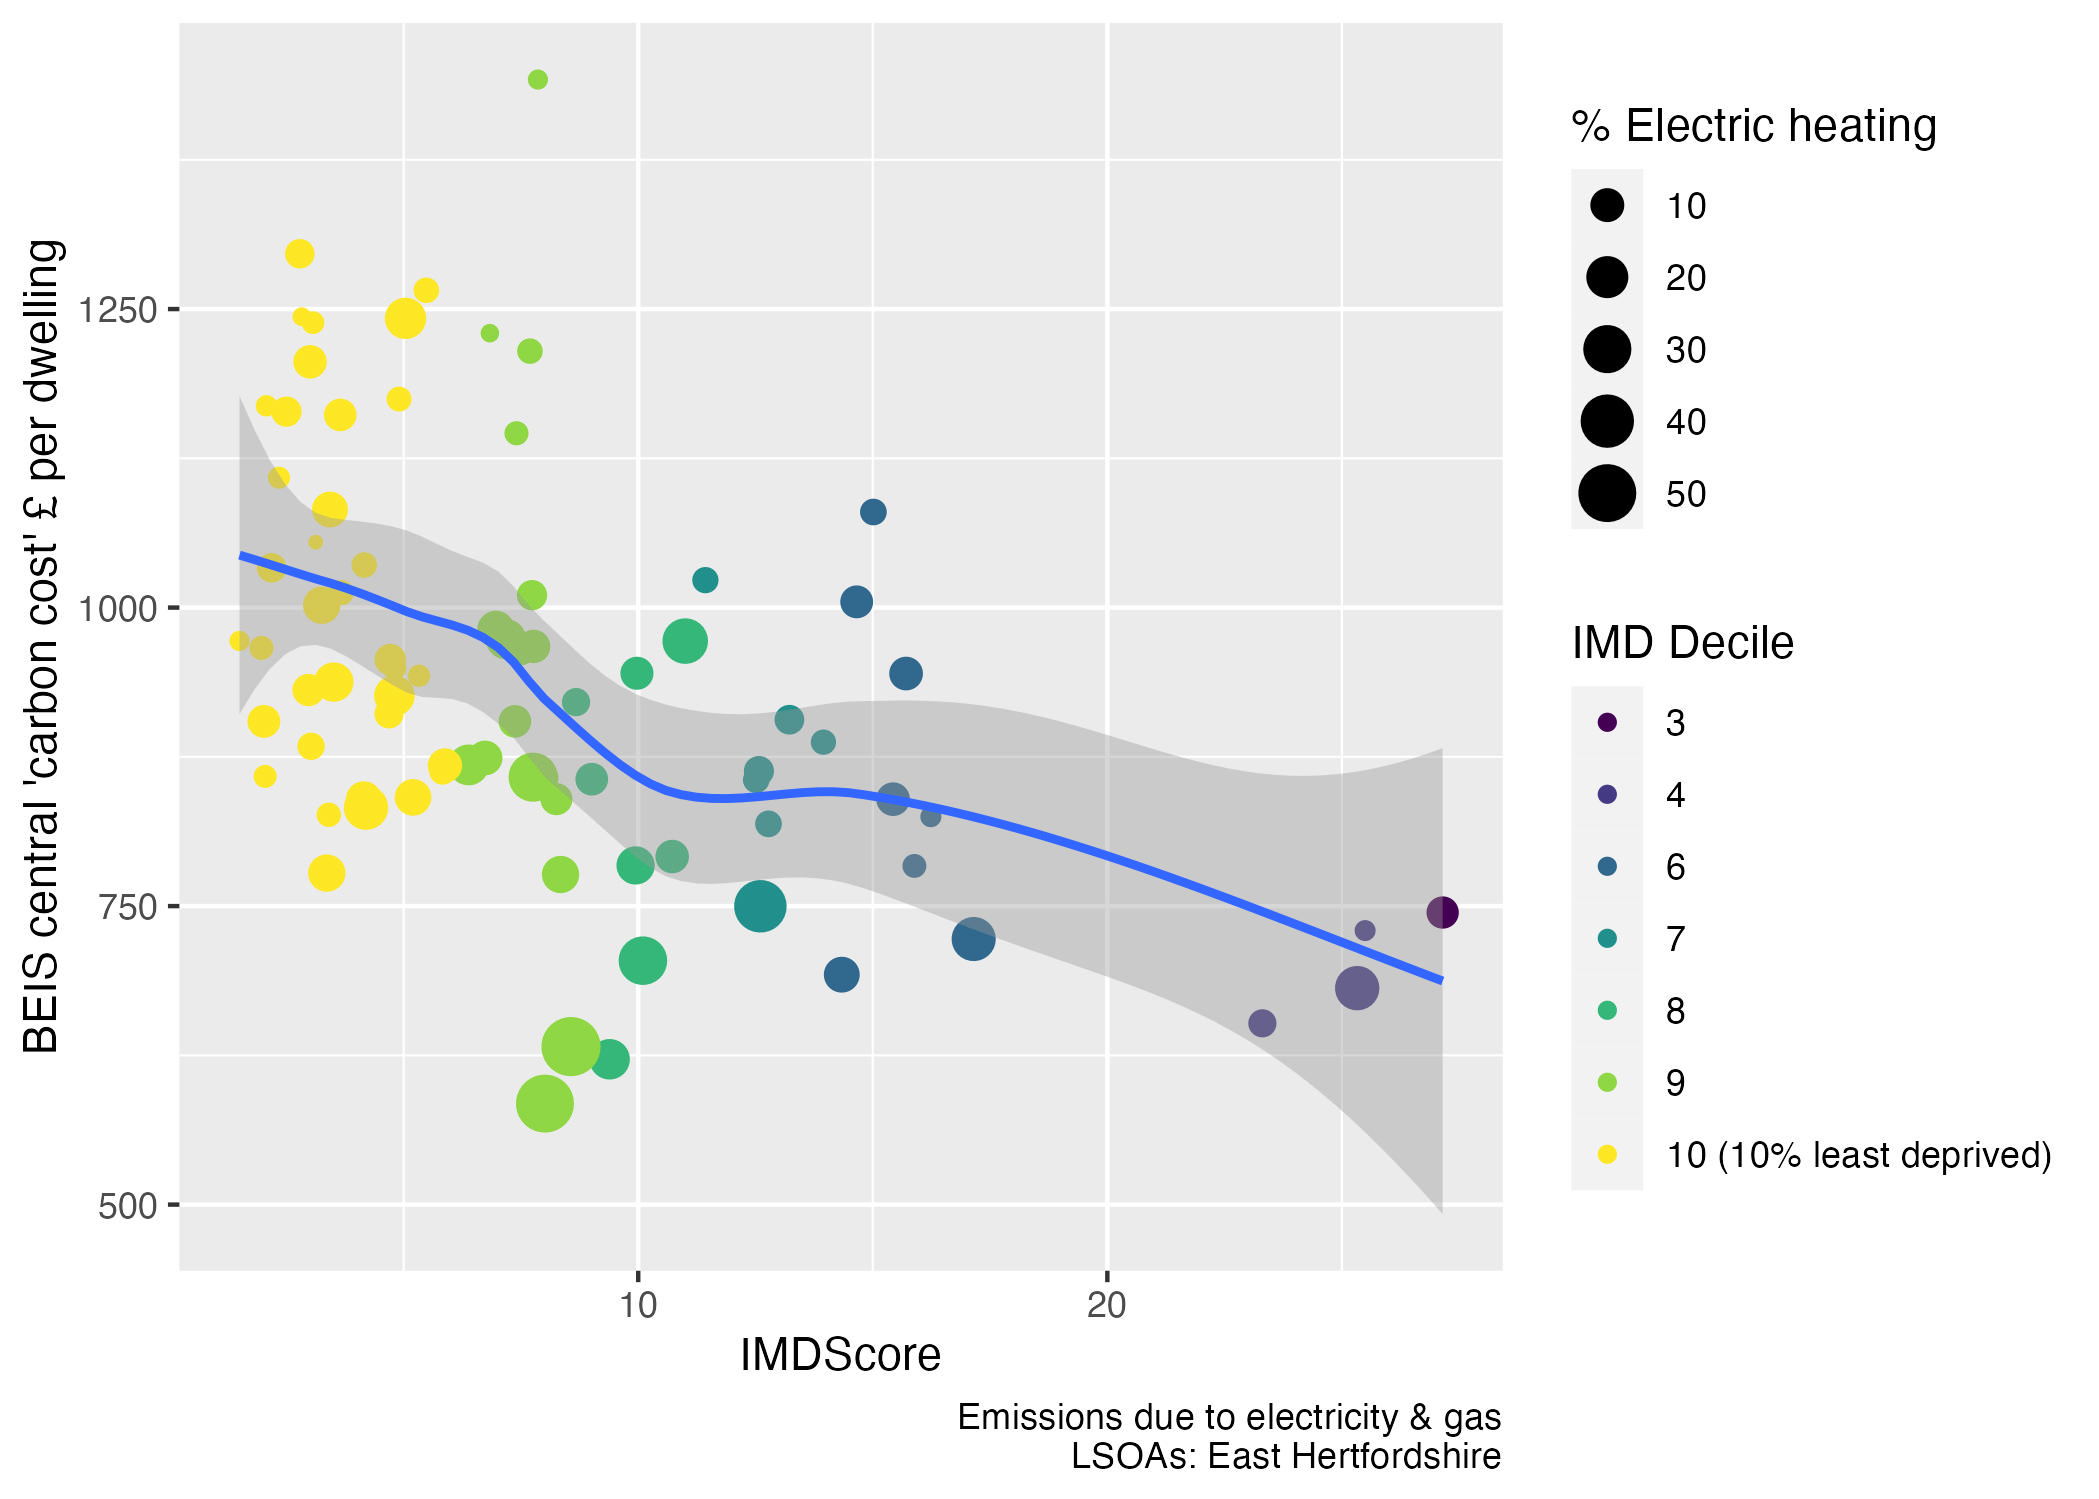 BEIS central 'carbon cost' £ per dwelling
1250
1000
750
500
10
20
IMDScore
Emissions due to electricity & gas
LSOAs: East Hertfordshire
% Electric heating
10
20
30
40
50
IMD Decile
3
4
6
7
8
9
10 (10% least deprived)